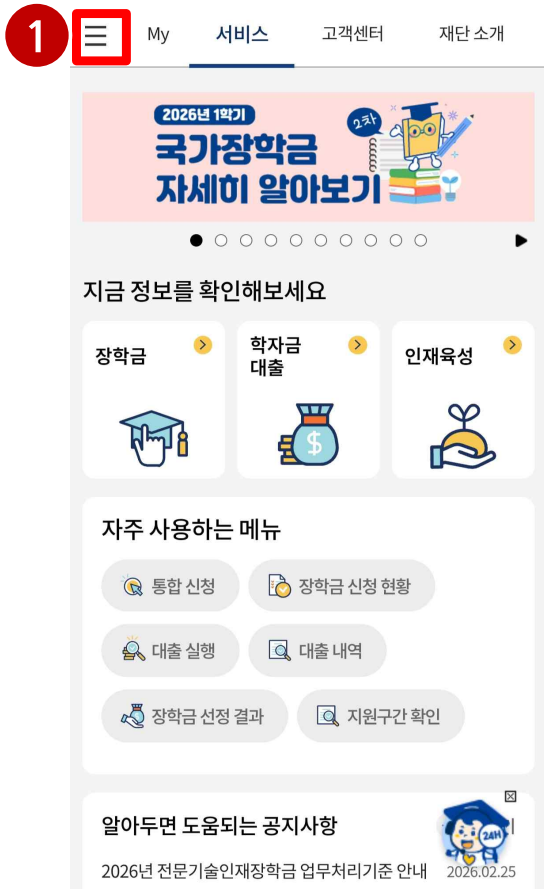 1
My 서비스 고객센터 재단 소개
2026년 1학기
국가장학금 2차
자세히 알아보기
지금 정보를 확인해보세요
장학금
학자금
대출
인재육성
$
자주 사용하는 메뉴
통합 신청
장학금 신청 현황
대출 실행
대출 내역
장학금 선정 결과
지원구간 확인
알아두면 도움되는 공지사항
24H
2026년 전문기술인재장학금 업무처리기준 안내 2026.02.25